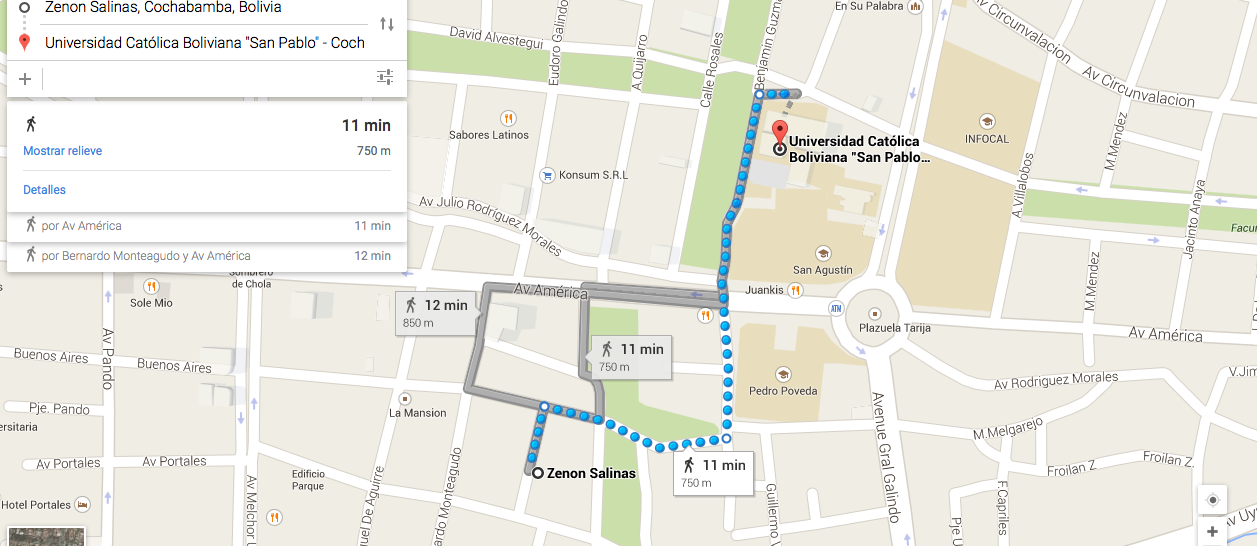 Zenon Salinas, Cochabamba, Bolivia
Universidad Católica Boliviana "San Pablo" - Coch
11 min
Mostrar relieve
750 m
Detalles
por Av América
11 min
por Bernardo Monteagudo y Av América
12 min
En Su Palabra
David Alvestegui
Eudoro Galindo
A.Quijarro
Calle Rosales
Benjamin Guzma
Av Circunvalacion
Av Circunvalacion
Sabores Latinos
INFOCAL
M.Mendez
Universidad Católica
Boliviana "San Pablo...
Konsum S.R.L
A.Villalobos
Jacinto Anaya
Av Julio Rodríguez Morales
Facun
Sombrero
de Chola
San Agustín
M.Mendez
Sole Mio
Av América
Juankis
ATM
12 min
850 m
Plazuela Tarija
Av América
Av Pando
11 min
750 m
Buenos Aires
Buenos Aires
Pedro Poveda
Av Rodriguez Morales
V.Jim
Pje. Pando
La Mansion
ersitaria
M.Melgarejo
Avenue Gral Galindo
Av Portales
Av Portales
11 min
750 m
Froilan Z.
Froilan Z.
Zenon Salinas
Edificio
Parque
Hotel Portales
Av Melchor U
uel De Aguirre
rdo Monteagudo
Guillermo V
F.Capriles
Pje U
Av Uy